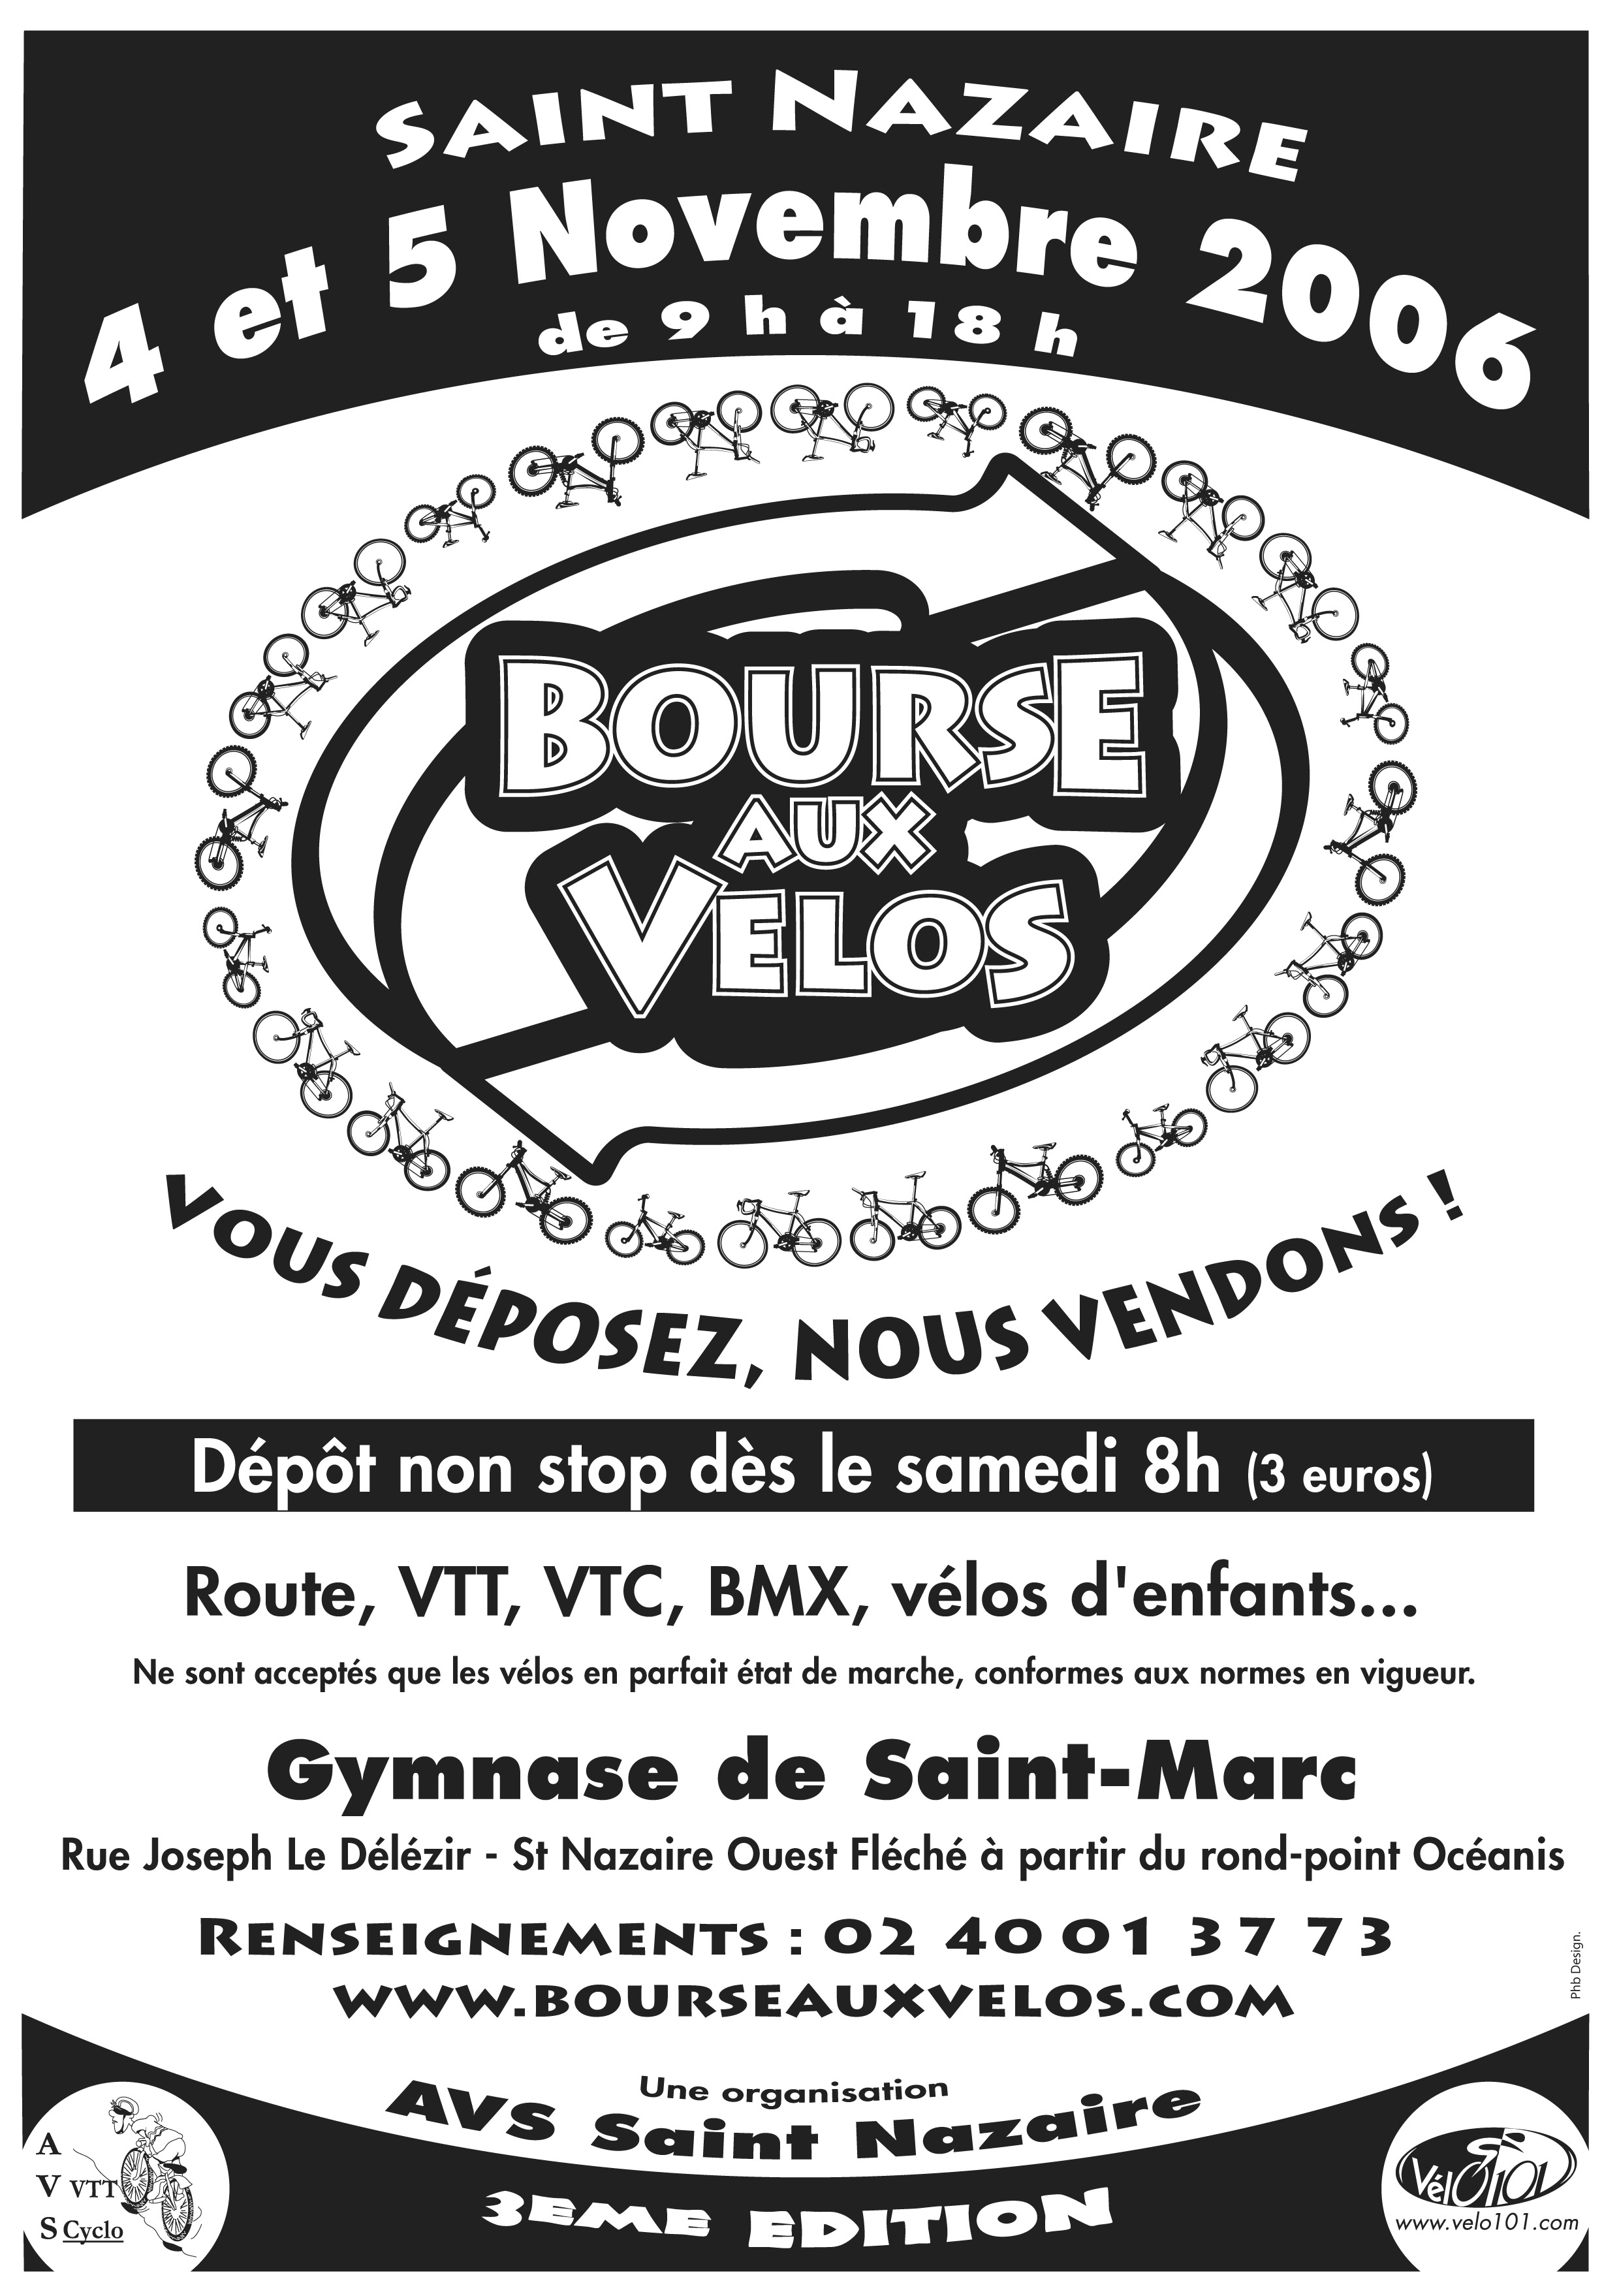 SAINT NAZAIRE
4 et 5 Novembre 2006
de 9 h à 18 h
BOURSE
AUX
VELOS
VOUS DÉPOSEZ, NOUS VENDONS !
Dépôt non stop dès le samedi 8h (3 euros)
Route, VTT, VTC, BMX, vélos d'enfants...
Ne sont acceptés que les vélos en parfait état de marche, conformes aux normes en vigueur.
Gymnase de Saint-Marc
Rue Joseph Le Délézir - St Nazaire Ouest Fléché à partir du rond-point Océanis
RENSEIGNEMENTS : 02 40 01 37 73
WWW.BOURSEAUXVELOS.COM
Phb Design.
Une organisation
AVS Saint Nazaire
3EME EDITION
A
V VTT
S Cyclo
Vélo101
www.velo101.com